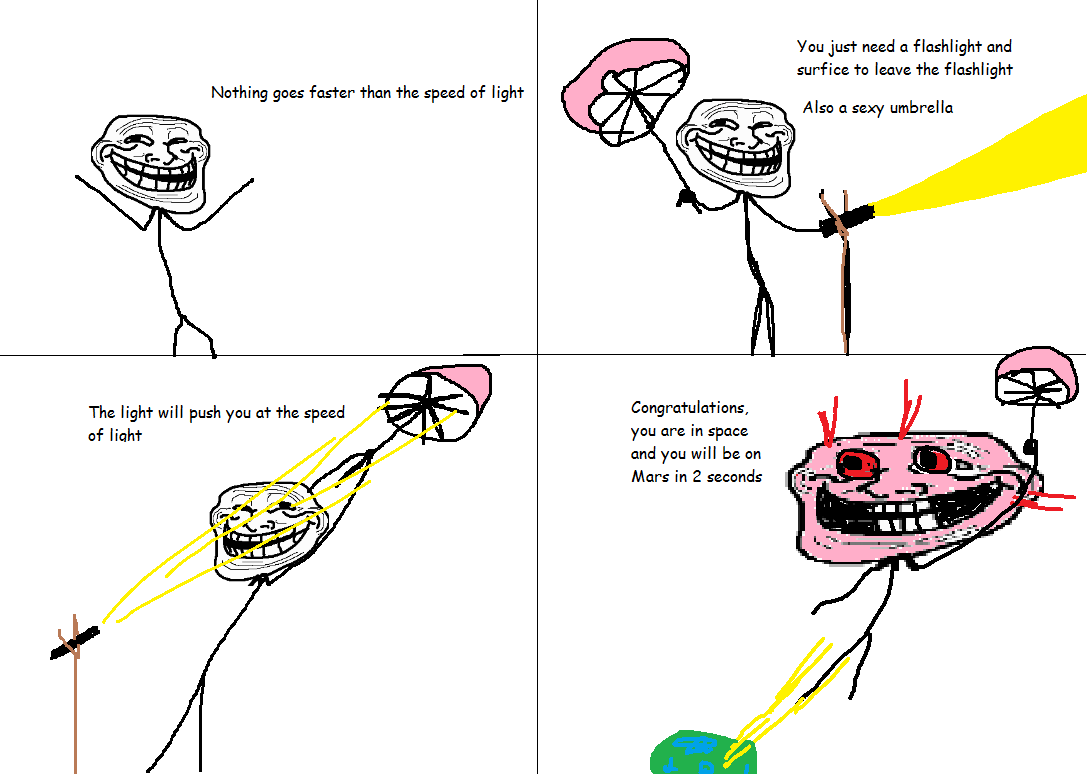 Nothing goes faster than the speed of light
You just need a flashlight and
surfice to leave the flashlight
Also a sexy umbrella
The light will push you at the speed
of light
Congratulations,
you are in space
and you will be on
Mars in 2 seconds